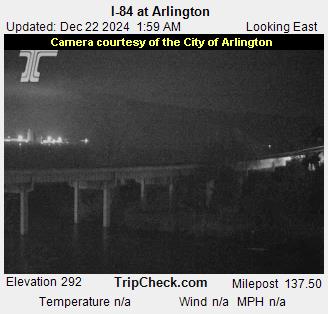 I-84 at Arlington
Updated: Dec 22 2024 1:59 AM Looking East
Camera courtesy of the City of Arlington
Elevation 292 TripCheck.com Milepost 137.50
Temperature n/a Wind n/a MPH n/a